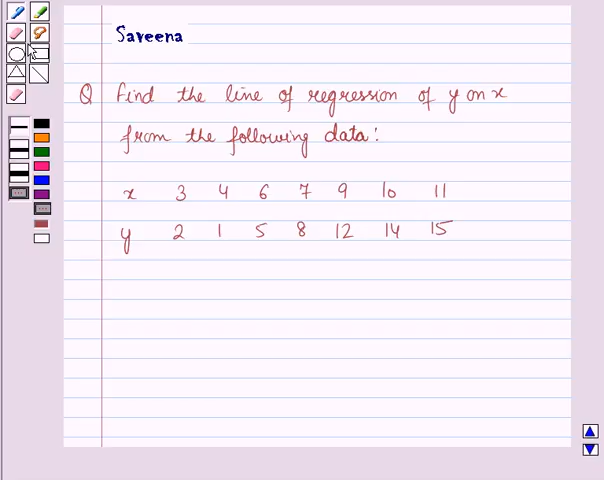 Saveena
Q Find the line of regression of y on x
from the following data:
x 3 4 6 7 9 10 11
y 2 1 5 8 12 14 15